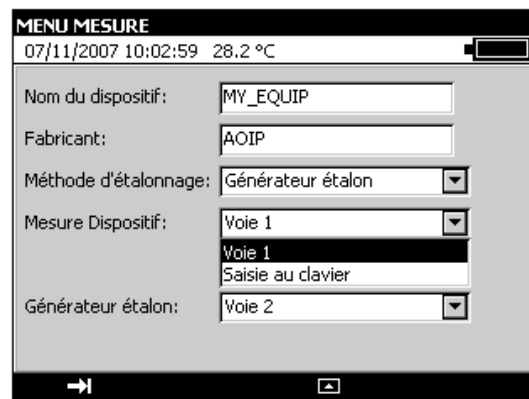 MENU MESURE
07/11/2007 10:02:59 28.2 °C
Nom du dispositif: MY_EQUIP
Fabricant: AOIP
Méthode d'étalonnage: Générateur étalon
Mesure Dispositif: Voie 1
Voie 1
Saisie au clavier
Générateur étalon: Voie 2